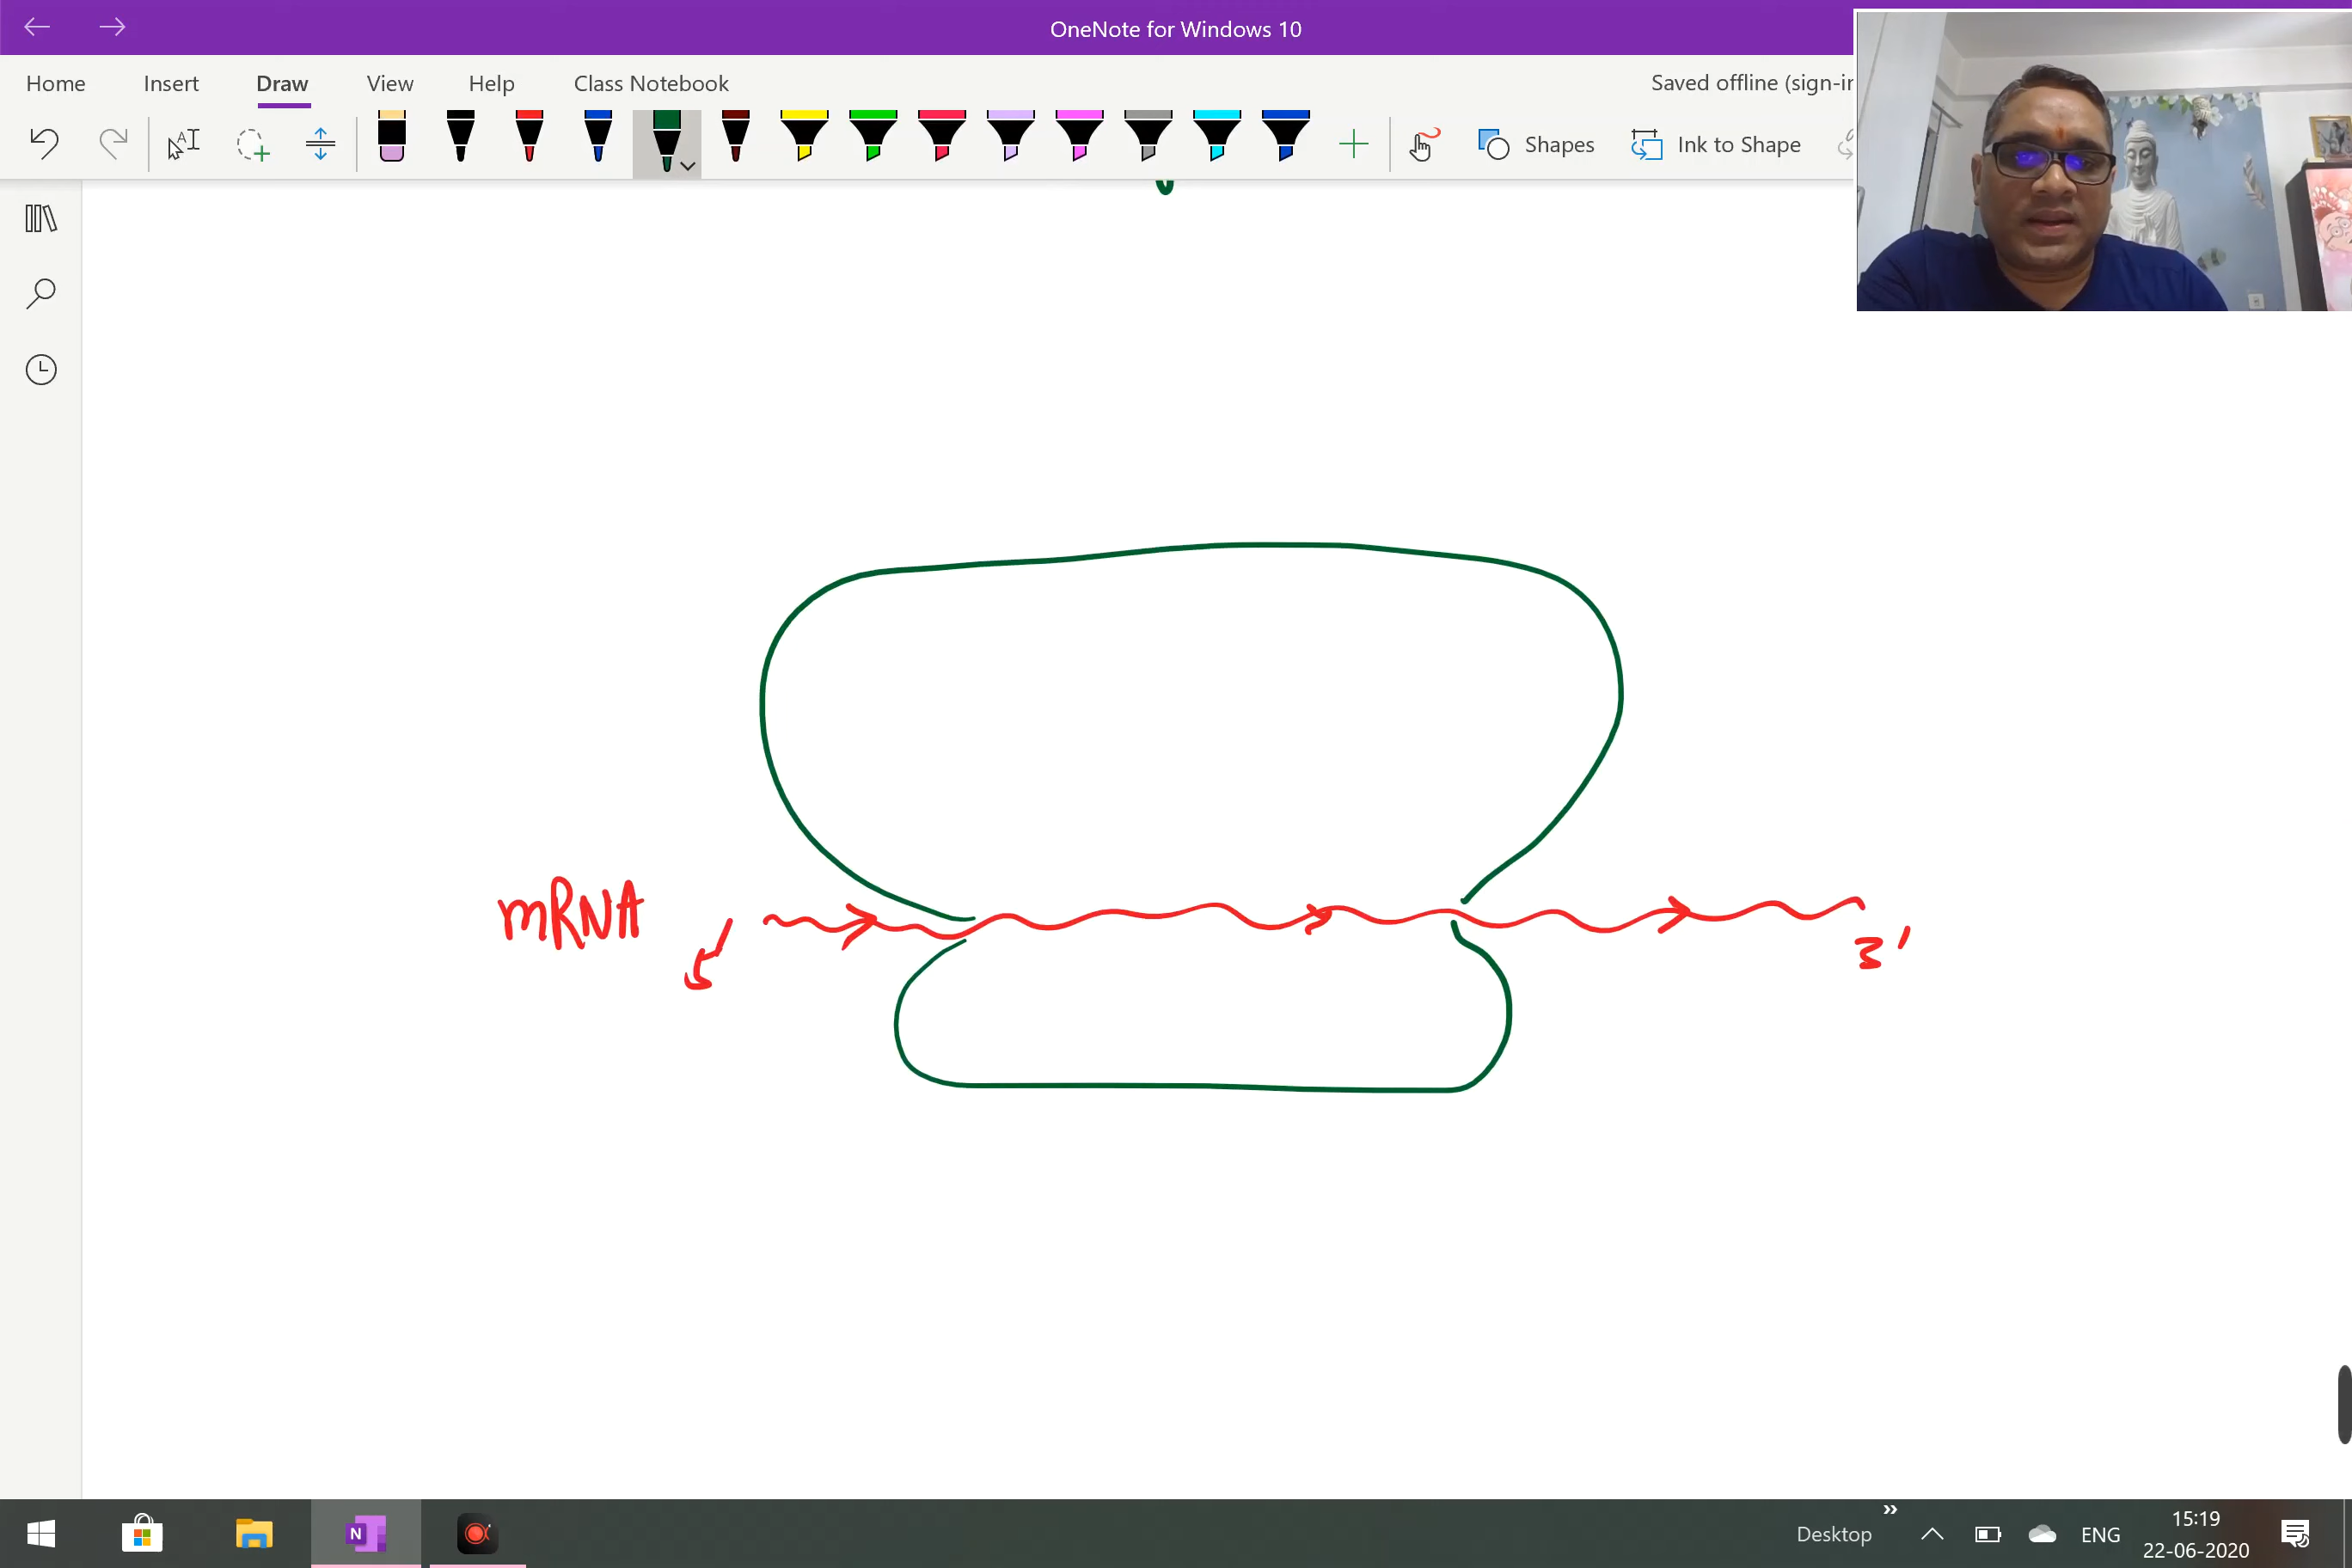 OneNote for Windows 10
Home Insert Draw View Help Class Notebook Saved offline (sign-in
Shapes Ink to Shape
mRNA
5' 3'
Desktop ENG 15:19
22-06-2020